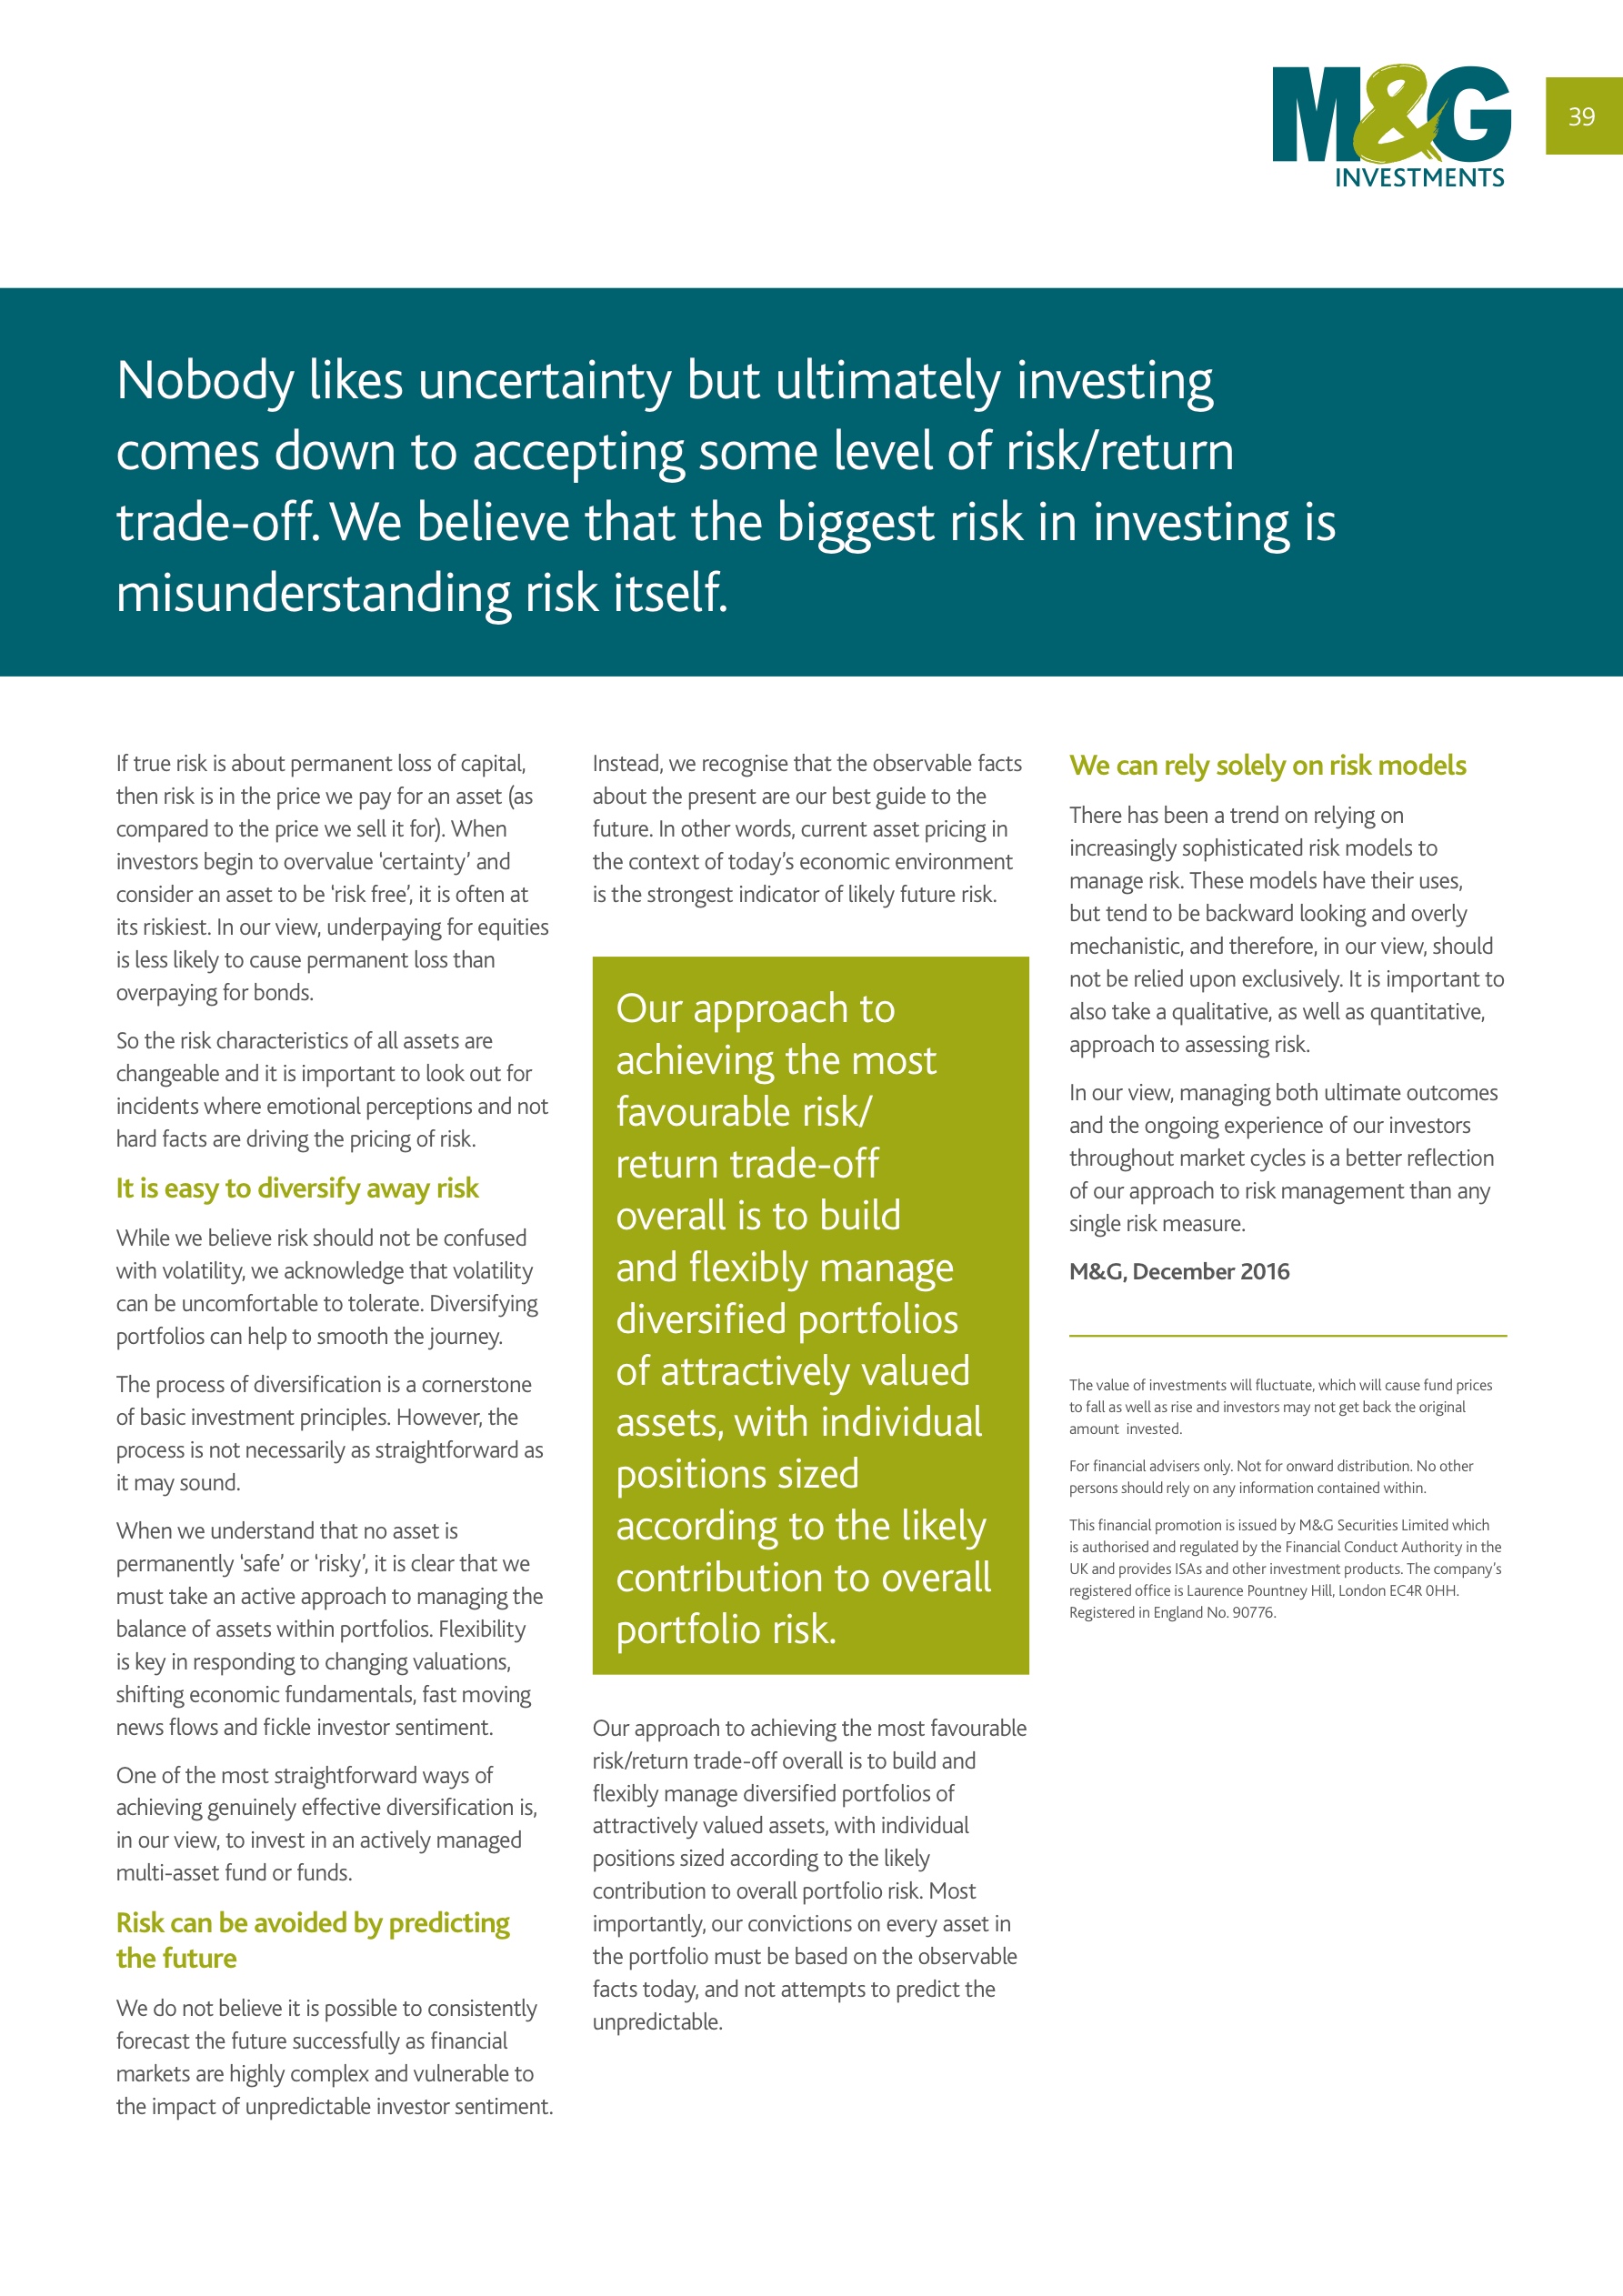 M&G
INVESTMENTS
39
Nobody likes uncertainty but ultimately investing
comes down to accepting some level of risk/return
trade-off. We believe that the biggest risk in investing is
misunderstanding risk itself.
If true risk is about permanent loss of capital,
then risk is in the price we pay for an asset (as
compared to the price we sell it for). When
investors begin to overvalue ‘certainty’ and
consider an asset to be ‘risk free’, it is often at
its riskiest. In our view, underpaying for equities
is less likely to cause permanent loss than
overpaying for bonds.
So the risk characteristics of all assets are
changeable and it is important to look out for
incidents where emotional perceptions and not
hard facts are driving the pricing of risk.
It is easy to diversify away risk
While we believe risk should not be confused
with volatility, we acknowledge that volatility
can be uncomfortable to tolerate. Diversifying
portfolios can help to smooth the journey.
The process of diversification is a cornerstone
of basic investment principles. However, the
process is not necessarily as straightforward as
it may sound.
When we understand that no asset is
permanently ‘safe’ or ‘risky’, it is clear that we
must take an active approach to managing the
balance of assets within portfolios. Flexibility
is key in responding to changing valuations,
shifting economic fundamentals, fast moving
news flows and fickle investor sentiment.
One of the most straightforward ways of
achieving genuinely effective diversification is,
in our view, to invest in an actively managed
multi-asset fund or funds.
Risk can be avoided by predicting
the future
We do not believe it is possible to consistently
forecast the future successfully as financial
markets are highly complex and vulnerable to
the impact of unpredictable investor sentiment.
Instead, we recognise that the observable facts
about the present are our best guide to the
future. In other words, current asset pricing in
the context of today’s economic environment
is the strongest indicator of likely future risk.
Our approach to
achieving the most
favourable risk/
return trade-off
overall is to build
and flexibly manage
diversified portfolios
of attractively valued
assets, with individual
positions sized
according to the likely
contribution to overall
portfolio risk.
Our approach to achieving the most favourable
risk/return trade-off overall is to build and
flexibly manage diversified portfolios of
attractively valued assets, with individual
positions sized according to the likely
contribution to overall portfolio risk. Most
importantly, our convictions on every asset in
the portfolio must be based on the observable
facts today, and not attempts to predict the
unpredictable.
We can rely solely on risk models
There has been a trend on relying on
increasingly sophisticated risk models to
manage risk. These models have their uses,
but tend to be backward looking and overly
mechanistic, and therefore, in our view, should
not be relied upon exclusively. It is important to
also take a qualitative, as well as quantitative,
approach to assessing risk.
In our view, managing both ultimate outcomes
and the ongoing experience of our investors
throughout market cycles is a better reflection
of our approach to risk management than any
single risk measure.
M&G, December 2016
The value of investments will fluctuate, which will cause fund prices
to fall as well as rise and investors may not get back the original
amount invested.
For financial advisers only. Not for onward distribution. No other
persons should rely on any information contained within.
This financial promotion is issued by M&G Securities Limited which
is authorised and regulated by the Financial Conduct Authority in the
UK and provides ISAs and other investment products. The company’s
registered office is Laurence Pountney Hill, London EC4R 0HH.
Registered in England No. 90776.